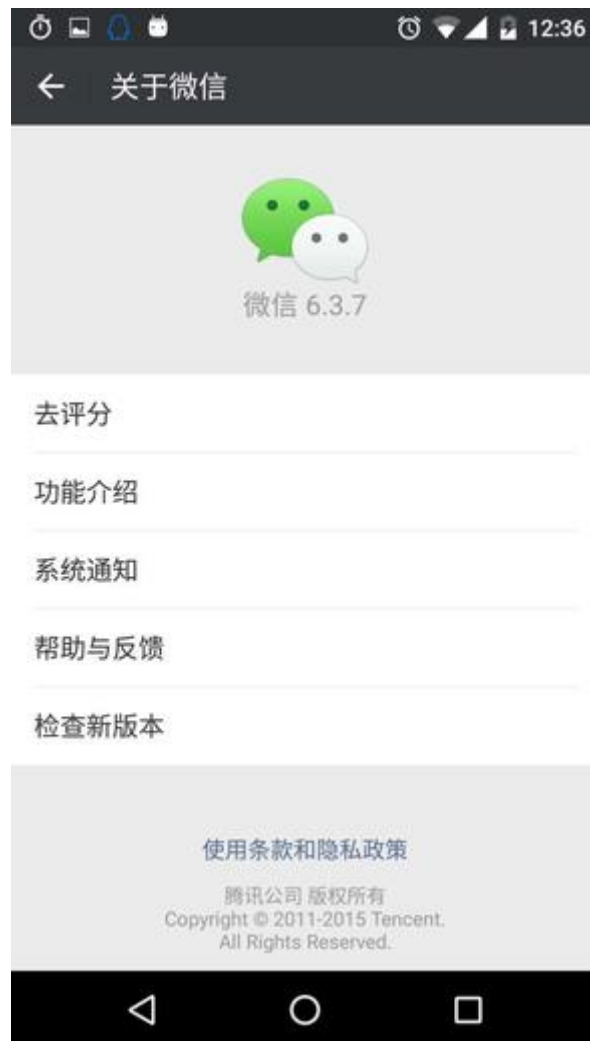 12:36
关于微信
微信 6.3.7
去评分
功能介绍
系统通知
帮助与反馈
检查新版本
使用条款和隐私政策
腾讯公司 版权所有
Copyright © 2011-2015 Tencent.
All Rights Reserved.